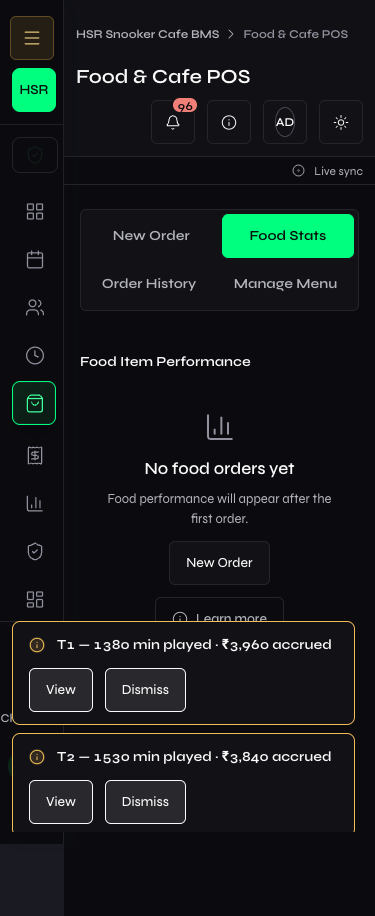 HSR Snooker Cafe BMS > Food & Cafe POS
HSR
Food & Cafe POS
96
AD
Live sync
New Order
Food Stats
Order History
Manage Menu
Food Item Performance
No food orders yet
Food performance will appear after the
first order.
New Order
Learn more
T1 — 1380 min played · ₹3,960 accrued
View
Dismiss
T2 — 1530 min played · ₹3,840 accrued
View
Dismiss